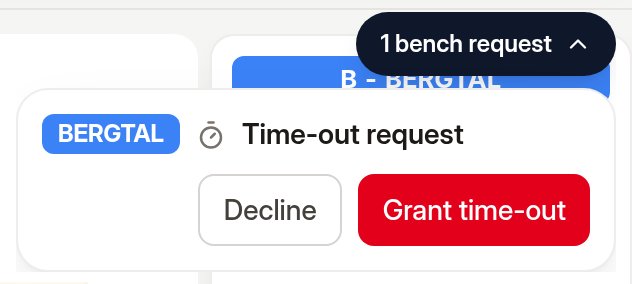 1 bench request
B - BERGTAL
BERGTAL Time-out request
Decline Grant time-out